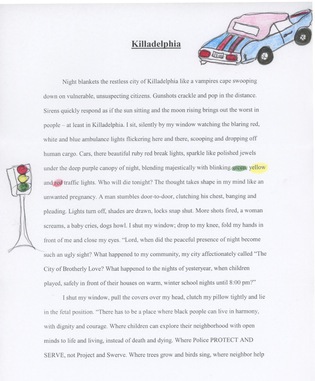 Killadelphia
Night blankets the restless city of Killadelphia like a vampires cape swooping
down on vulnerable, unsuspecting citizens. Gunshots crackle and pop in the distance.
Sirens quickly respond as if the sun sitting and the moon rising brings out the worst in
people – at least in Killadelphia. I sit, silently by my window watching the blaring red,
white and blue ambulance lights flickering here and there, scooping and dropping off
human cargo. Cars, there beautiful ruby red break lights, sparkle like polished jewels
under the deep purple canopy of night, blending majestically with blinking green, yellow
and red traffic lights. Who will die tonight? The thought takes shape in my mind like an
unwanted pregnancy. A man stumbles door-to-door, clutching his chest, banging and
pleading. Lights turn off, shades are drawn, locks snap shut. More shots fired, a woman
screams, a baby cries, dogs howl. I shut my window; drop to my knee, fold my hands in
front of me and close my eyes. "Lord, when did the peaceful presence of night become
such an ugly sight? What happened to my community, my city affectionately called "The
City of Brotherly Love? What happened to the nights of yesteryear, when children
played, safely in front of their houses on warm, winter school nights until 8:00 pm?"
I shut my window, pull the covers over my head, clutch my pillow tightly and lie
in the fetal position. "There has to be a place where black people can live in harmony,
with dignity and courage. Where children can explore their neighborhood with open
minds to life and living, instead of death and dying. Where Police PROTECT AND
SERVE, not Project and Swerve. Where trees grow and birds sing, where neighbor help